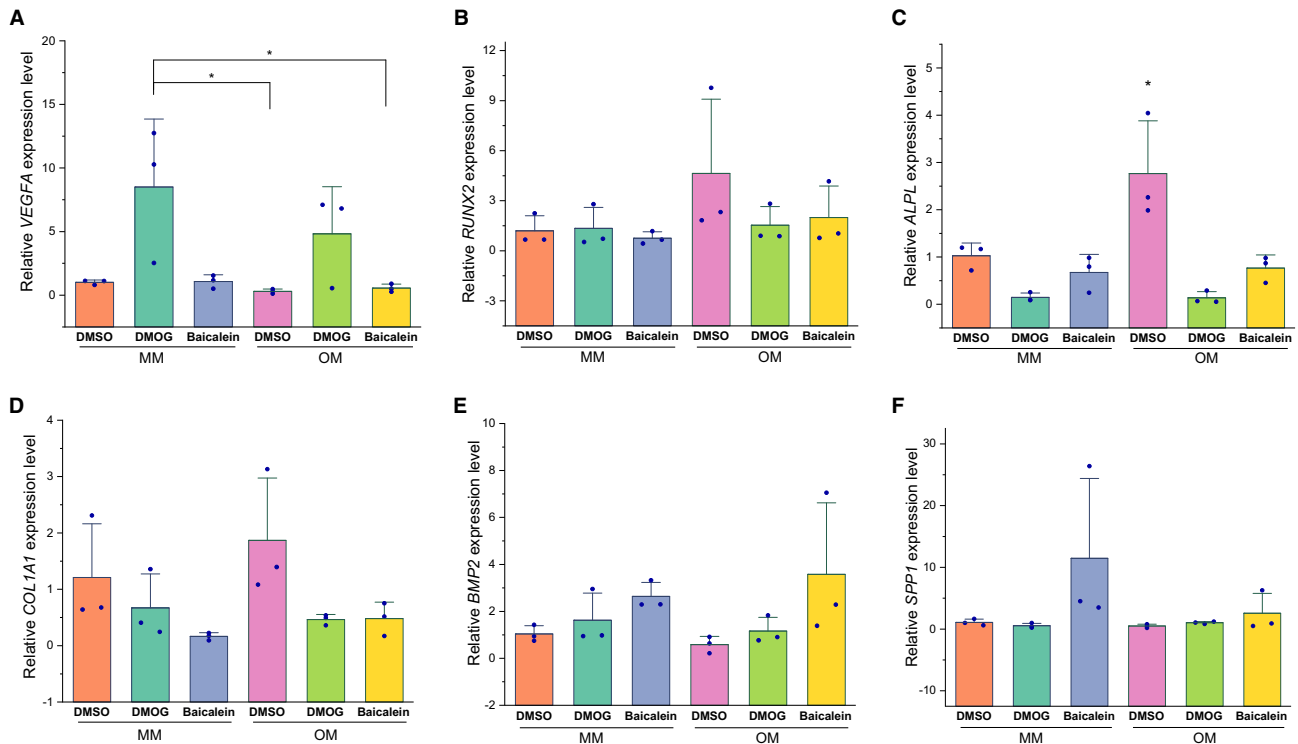 A
Relative VEGFA expression level
20
15
10
5
0
*
*
DMSO DMOG Baicalein DMSO DMOG Baicalein
MM OM
B
Relative RUNX2 expression level
12
9
6
3
0
-3
DMSO DMOG Baicalein DMSO DMOG Baicalein
MM OM
C
Relative ALPL expression level
5
4
5
2
1
0
*
DMSO DMOG Baicalein DMSO DMOG Baicalein
MM OM
D
Relative COL1A1 expression level
4
3
2
1
0
-1
DMSO DMOG Baicalein DMSO DMOG Baicalein
MM OM
E
Relative BMP2 expression level
10
8
6
4
2
0
-2
DMSO DMOG Baicalein DMSO DMOG Baicalein
MM OM
F
Relative SPP1 expression level
30
20
10
0
-10
DMSO DMOG Baicalein DMSO DMOG Baicalein
MM OM